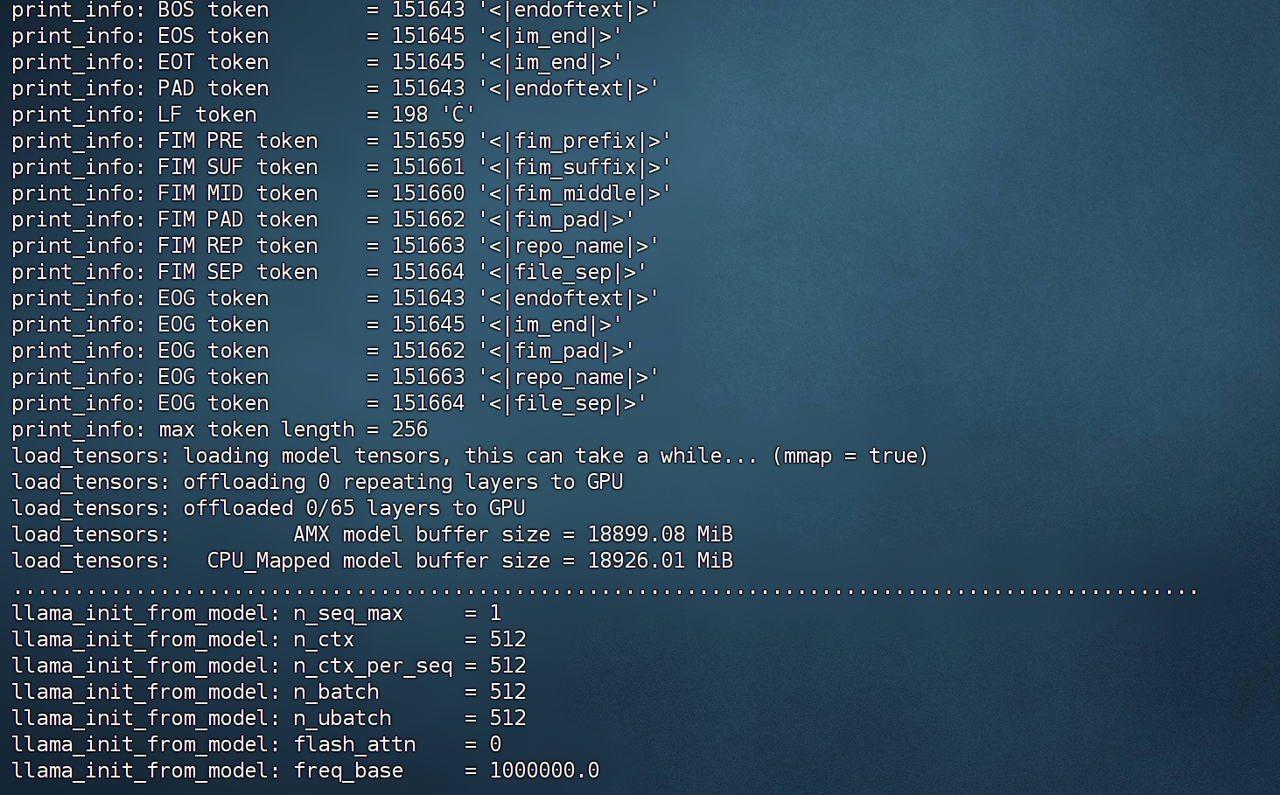 print_info: BOS token        = 151643 '<|endoftext|>'
print_info: EOS token        = 151645 '<|im_end|>'
print_info: EOT token        = 151645 '<|im_end|>'
print_info: PAD token        = 151643 '<|endoftext|>'
print_info: LF token         = 198 'Ċ'
print_info: FIM PRE token    = 151659 '<|fim_prefix|>'
print_info: FIM SUF token    = 151661 '<|fim_suffix|>'
print_info: FIM MID token    = 151660 '<|fim_middle|>'
print_info: FIM PAD token    = 151662 '<|fim_pad|>'
print_info: FIM REP token    = 151663 '<|repo_name|>'
print_info: FIM SEP token    = 151664 '<|file_sep|>'
print_info: EOG token        = 151643 '<|endoftext|>'
print_info: EOG token        = 151645 '<|im_end|>'
print_info: EOG token        = 151662 '<|fim_pad|>'
print_info: EOG token        = 151663 '<|repo_name|>'
print_info: EOG token        = 151664 '<|file_sep|>'
print_info: max token length = 256
load_tensors: loading model tensors, this can take a while... (mmap = true)
load_tensors: offloading 0 repeating layers to GPU
load_tensors: offloaded 0/65 layers to GPU
load_tensors:          AMX model buffer size = 18899.08 MiB
load_tensors:   CPU_Mapped model buffer size = 18926.01 MiB
.................................................................................................
llama_init_from_model: n_seq_max     = 1
llama_init_from_model: n_ctx         = 512
llama_init_from_model: n_ctx_per_seq = 512
llama_init_from_model: n_batch       = 512
llama_init_from_model: n_ubatch      = 512
llama_init_from_model: flash_attn    = 0
llama_init_from_model: freq_base     = 1000000.0